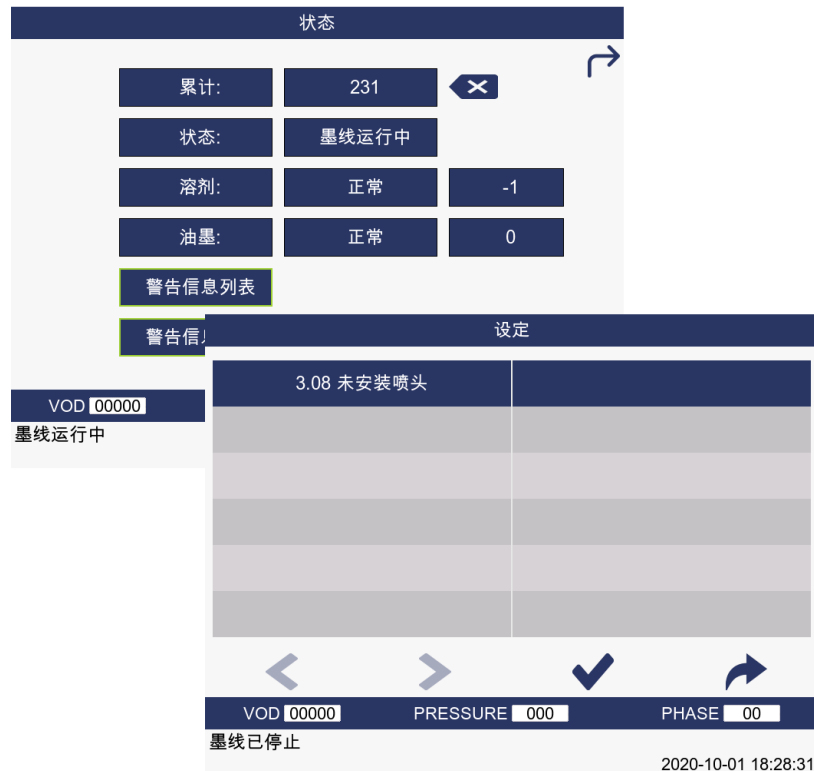 状态
累计: 231
状态: 墨线运行中
溶剂: 正常 -1
油墨: 正常 0
警告信息列表
警告信
VOD 00000
墨线运行中
设定
3.08 未安装喷头
VOD 00000 PRESSURE 000 PHASE 00
墨线已停止
2020-10-01 18:28:31